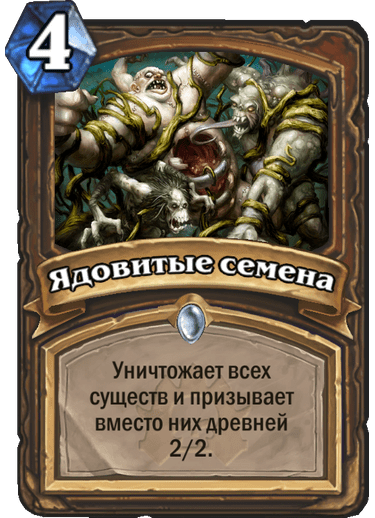 4
Ядовитые семена
Уничтожает всех
существ и призывает
вместо них древней
2/2.